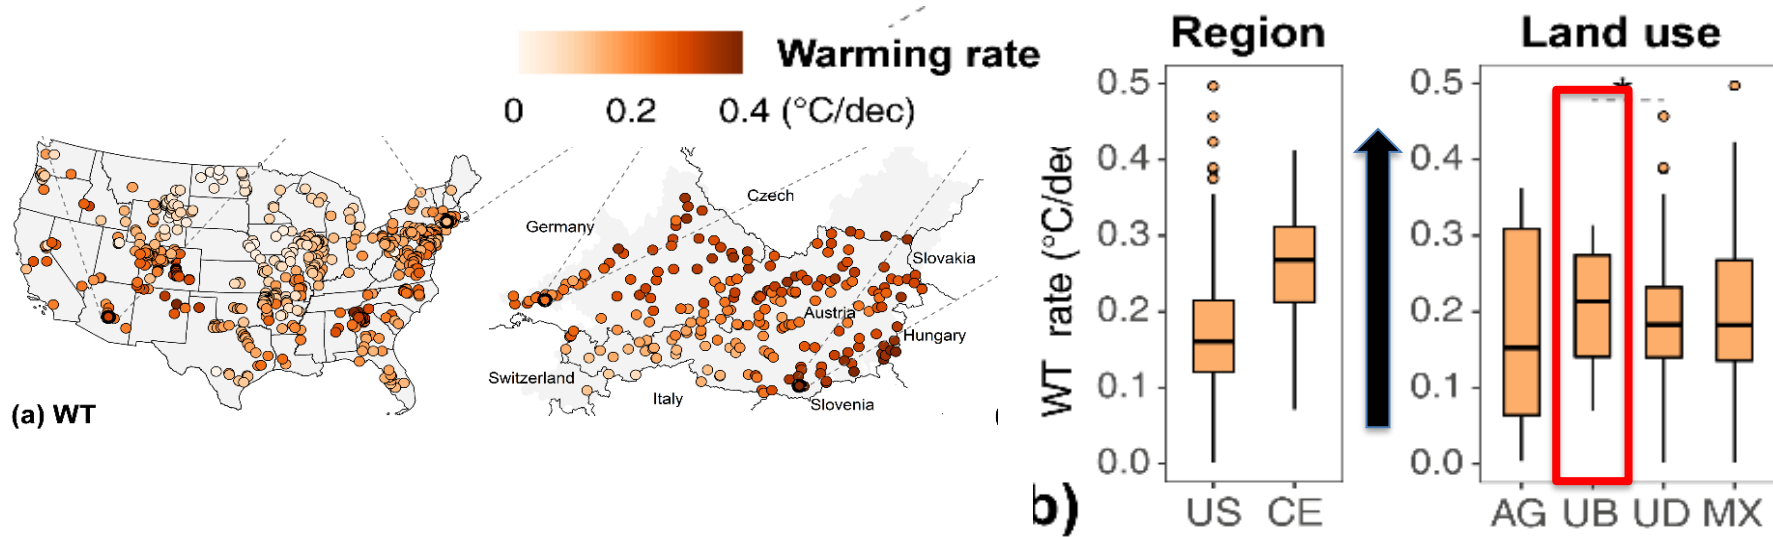 Warming rate
0 0.2 0.4 (°C/dec)
Czech
Germany
Slovakia
Austria
Hungary
Switzerland
Italy
Slovenia
(a) WT
Region
Land use
WT rate (°C/dec
0.5
0.4
0.3
0.2
0.1
0.0
US CE
0.5
0.4
0.3
0.2
0.1
0.0
*
AG UB UD MX
b)